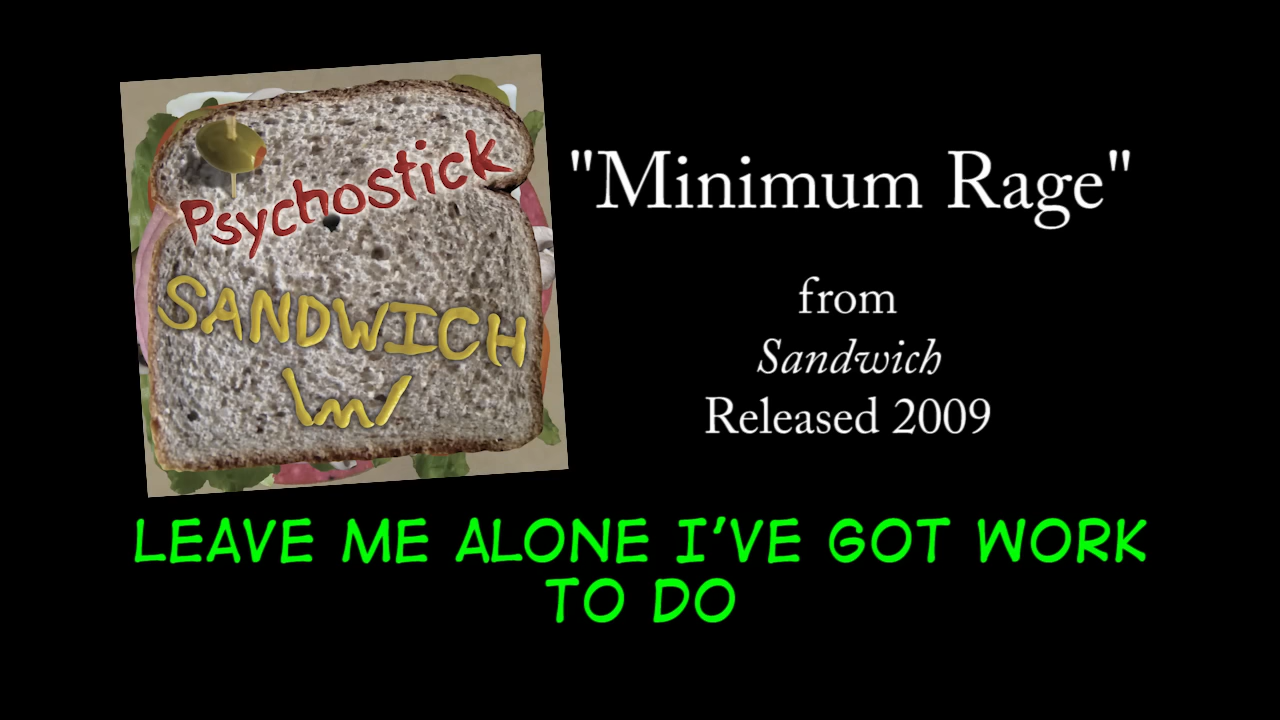 Psychostick
SANDWICH
\m/
"Minimum Rage"
from
Sandwich
Released 2009
LEAVE ME ALONE I'VE GOT WORK
TO DO